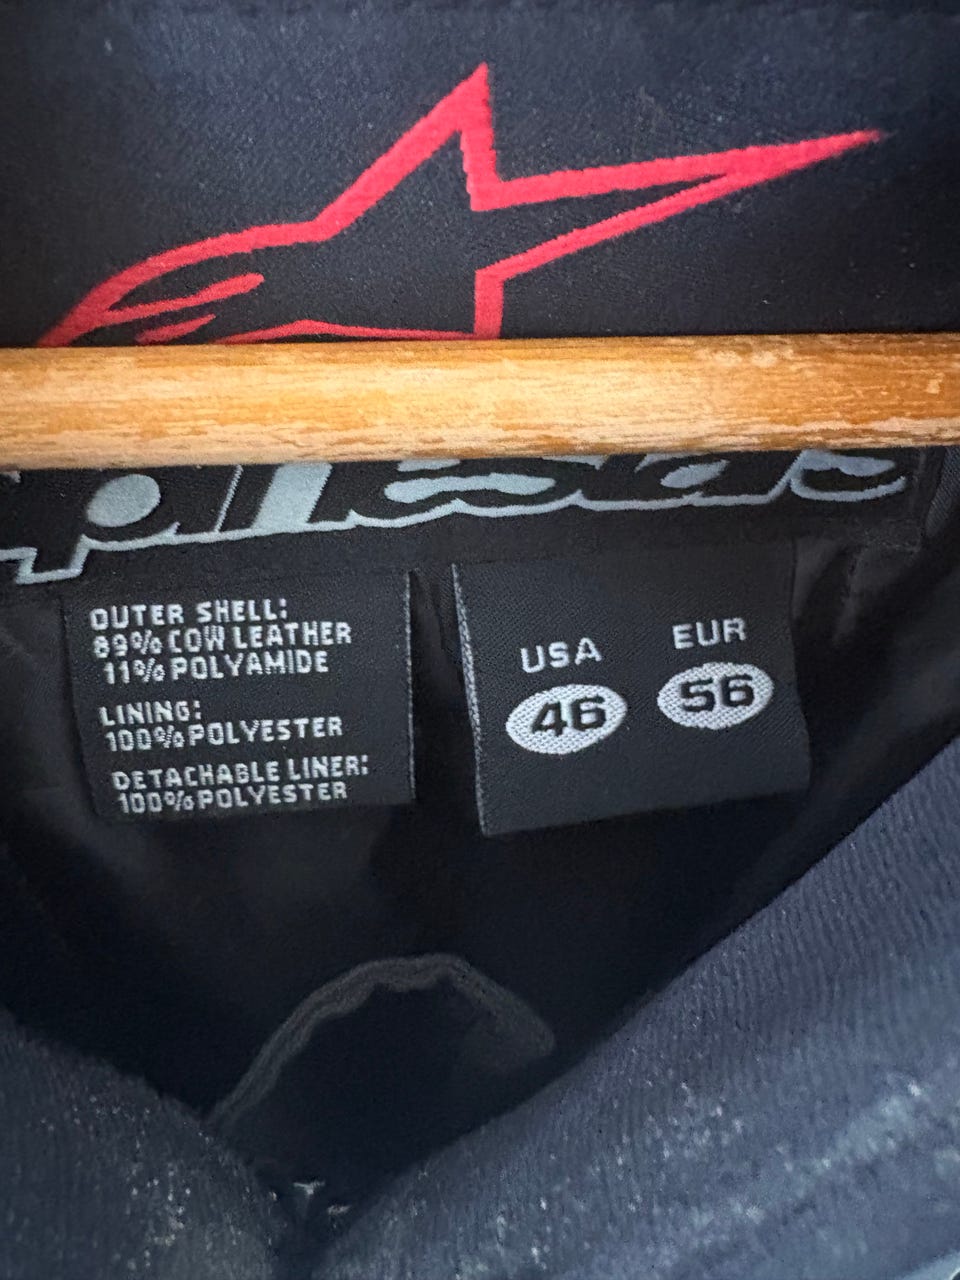 OUTER SHELL:
89% COW LEATHER
11% POLYAMIDE
LINING:
100% POLYESTER
DETACHABLE LINER:
100% POLYESTER
USA
46
EUR
56